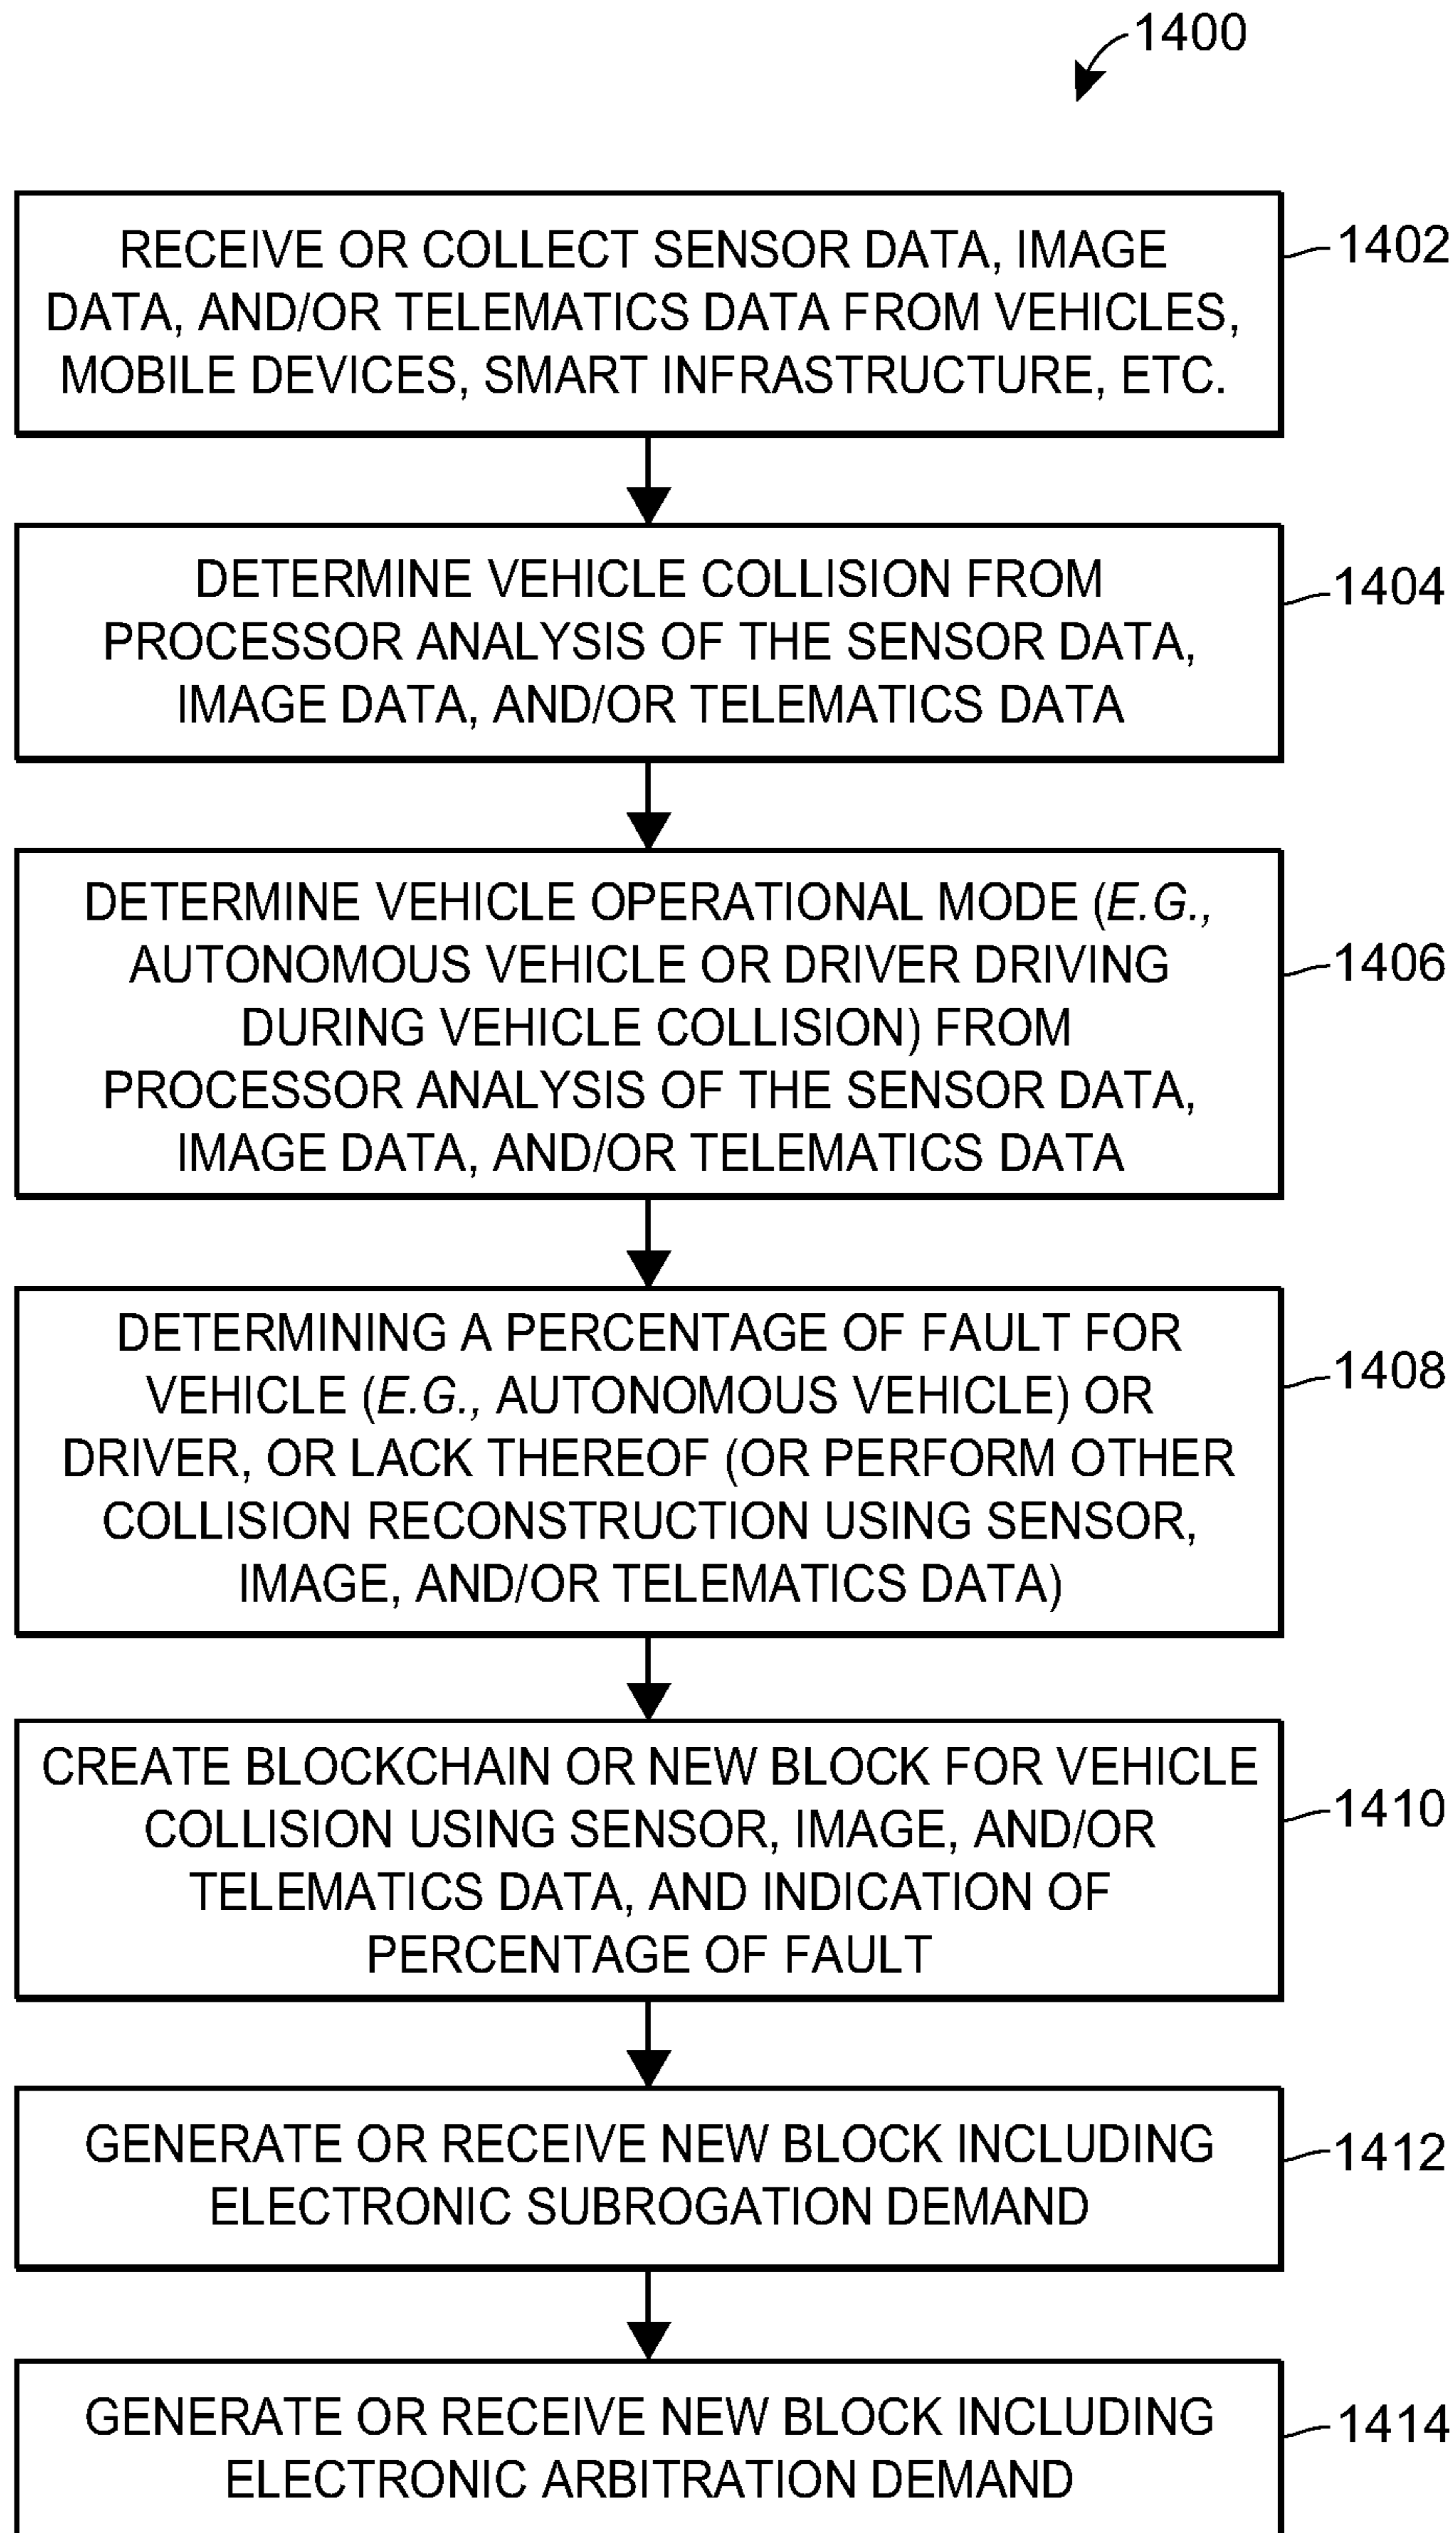 1400
RECEIVE OR COLLECT SENSOR DATA, IMAGE
DATA, AND/OR TELEMATICS DATA FROM VEHICLES,
MOBILE DEVICES, SMART INFRASTRUCTURE, ETC.
1402
DETERMINE VEHICLE COLLISION FROM
PROCESSOR ANALYSIS OF THE SENSOR DATA,
IMAGE DATA, AND/OR TELEMATICS DATA
1404
DETERMINE VEHICLE OPERATIONAL MODE (E.G.,
AUTONOMOUS VEHICLE OR DRIVER DRIVING
DURING VEHICLE COLLISION) FROM
PROCESSOR ANALYSIS OF THE SENSOR DATA,
IMAGE DATA, AND/OR TELEMATICS DATA
1406
DETERMINING A PERCENTAGE OF FAULT FOR
VEHICLE (E.G., AUTONOMOUS VEHICLE) OR
DRIVER, OR LACK THEREOF (OR PERFORM OTHER
COLLISION RECONSTRUCTION USING SENSOR,
IMAGE, AND/OR TELEMATICS DATA)
1408
CREATE BLOCKCHAIN OR NEW BLOCK FOR VEHICLE
COLLISION USING SENSOR, IMAGE, AND/OR
TELEMATICS DATA, AND INDICATION OF
PERCENTAGE OF FAULT
1410
GENERATE OR RECEIVE NEW BLOCK INCLUDING
ELECTRONIC SUBROGATION DEMAND
1412
GENERATE OR RECEIVE NEW BLOCK INCLUDING
ELECTRONIC ARBITRATION DEMAND
1414